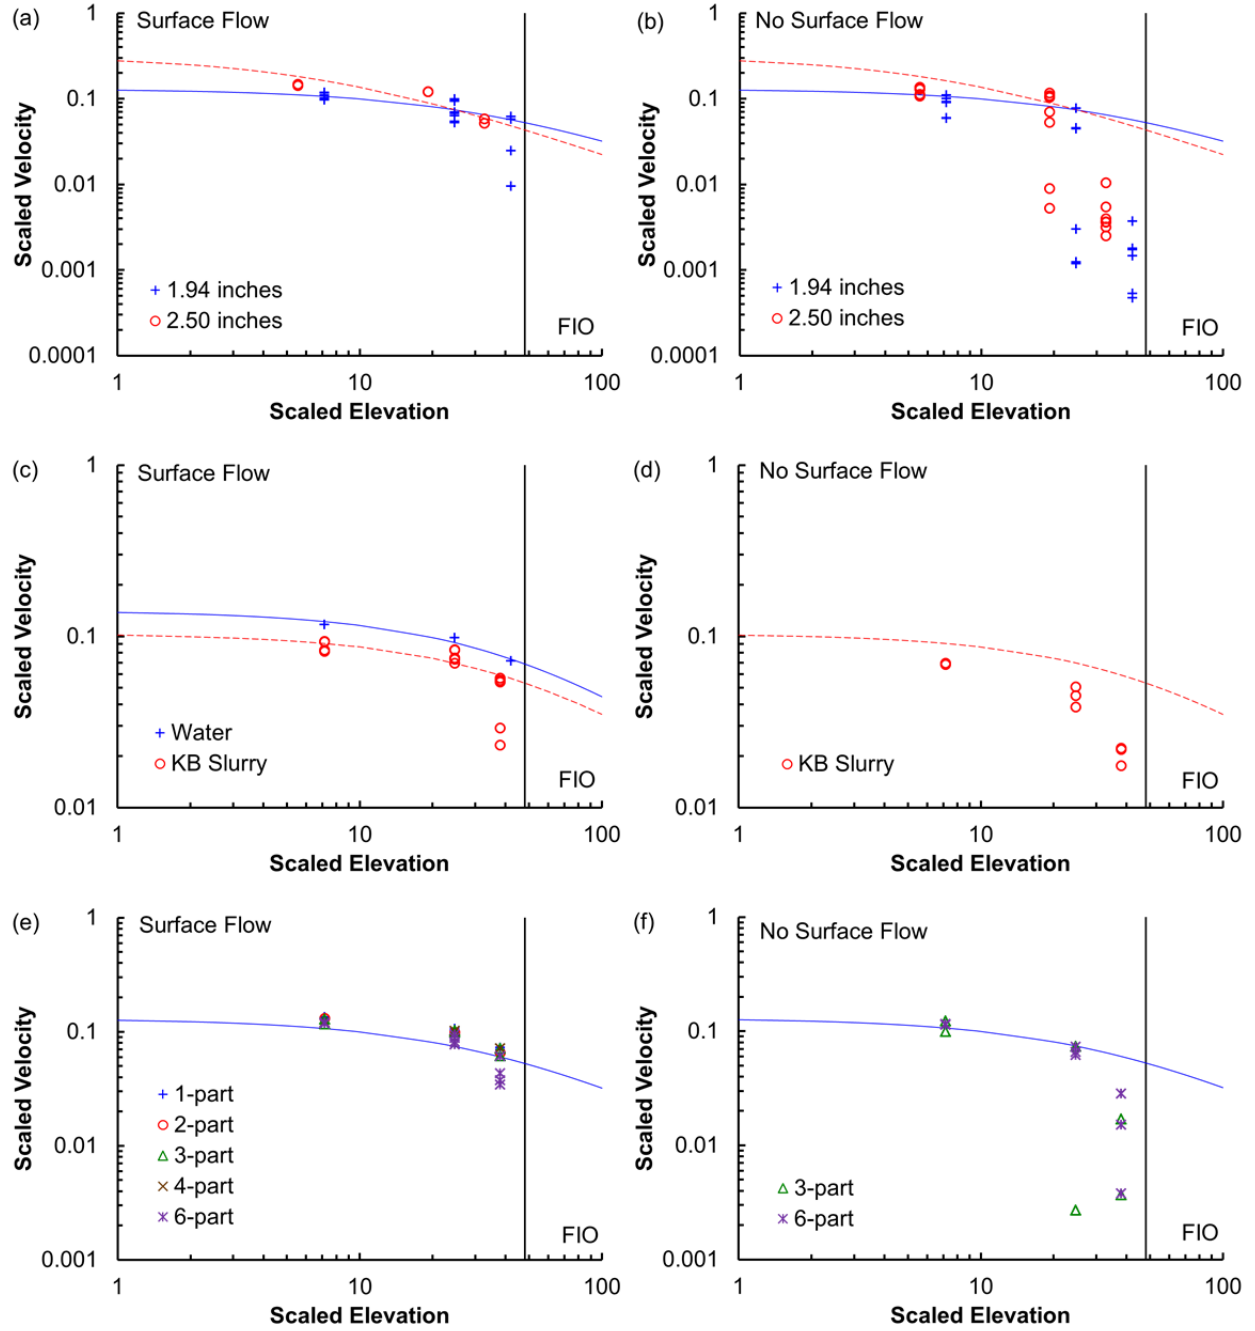 (a)
Surface Flow
1
0.1
0.01
0.001
0.0001
Scaled Velocity
+ 1.94 inches
○ 2.50 inches
FIO
1 10 100
Scaled Elevation
(b)
No Surface Flow
1
0.1
0.01
0.001
0.0001
Scaled Velocity
+ 1.94 inches
○ 2.50 inches
FIO
1 10 100
Scaled Elevation
(c)
Surface Flow
1
0.1
0.01
Scaled Velocity
+ Water
○ KB Slurry
FIO
1 10 100
Scaled Elevation
(d)
No Surface Flow
1
0.1
0.01
Scaled Velocity
○ KB Slurry
FIO
1 10 100
Scaled Elevation
(e)
Surface Flow
1
0.1
0.01
0.001
Scaled Velocity
+ 1-part
○ 2-part
△ 3-part
× 4-part
⚹ 6-part
FIO
1 10 100
Scaled Elevation
(f)
No Surface Flow
1
0.1
0.01
0.001
Scaled Velocity
△ 3-part
⚹ 6-part
FIO
1 10 100
Scaled Elevation